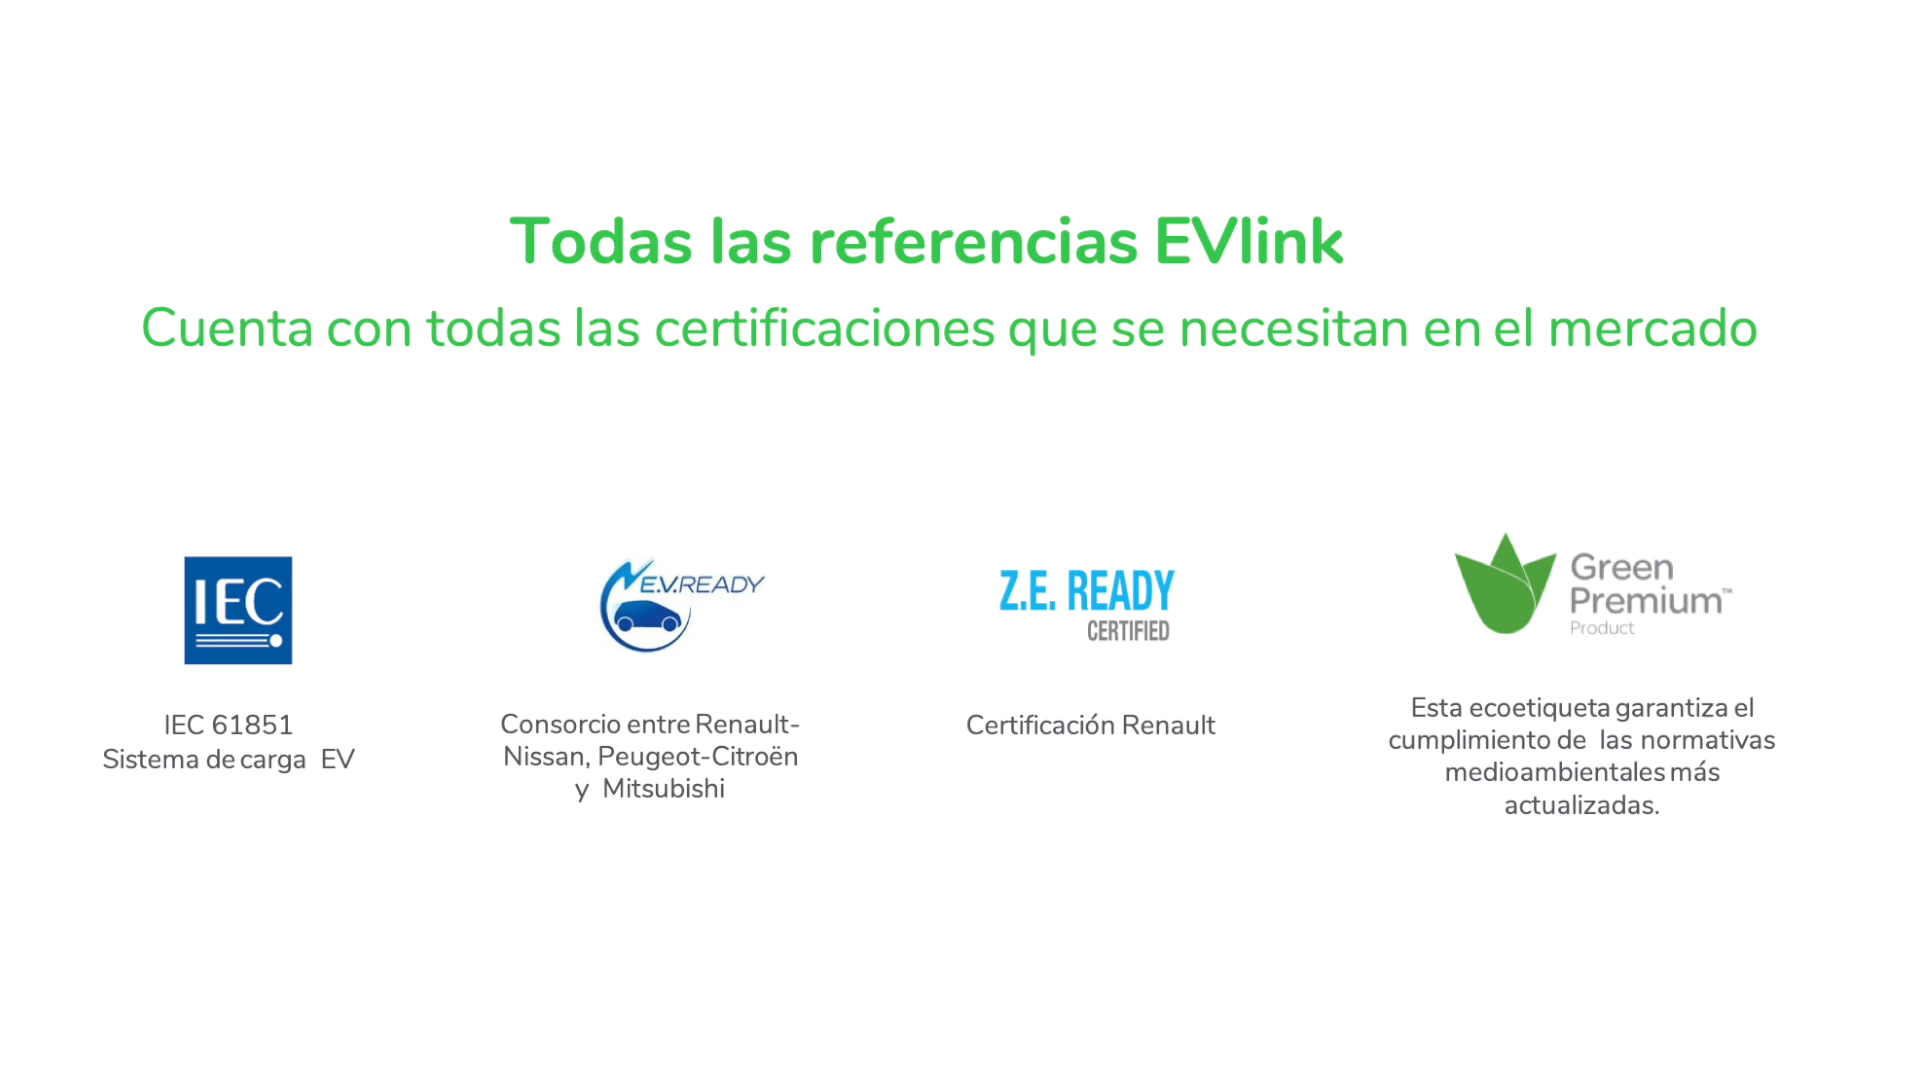 Todas las referencias EVlink
Cuenta con todas las certificaciones que se necesitan en el mercado
IEC
IEC 61851
Sistema de carga EV
E.V.READY
Consorcio entre Renault-
Nissan, Peugeot-Citroën
y Mitsubishi
Z.E. READY
CERTIFIED
Certificación Renault
Green
Premium™
Product
Esta ecoetiqueta garantiza el
cumplimiento de las normativas
medioambientales más
actualizadas.